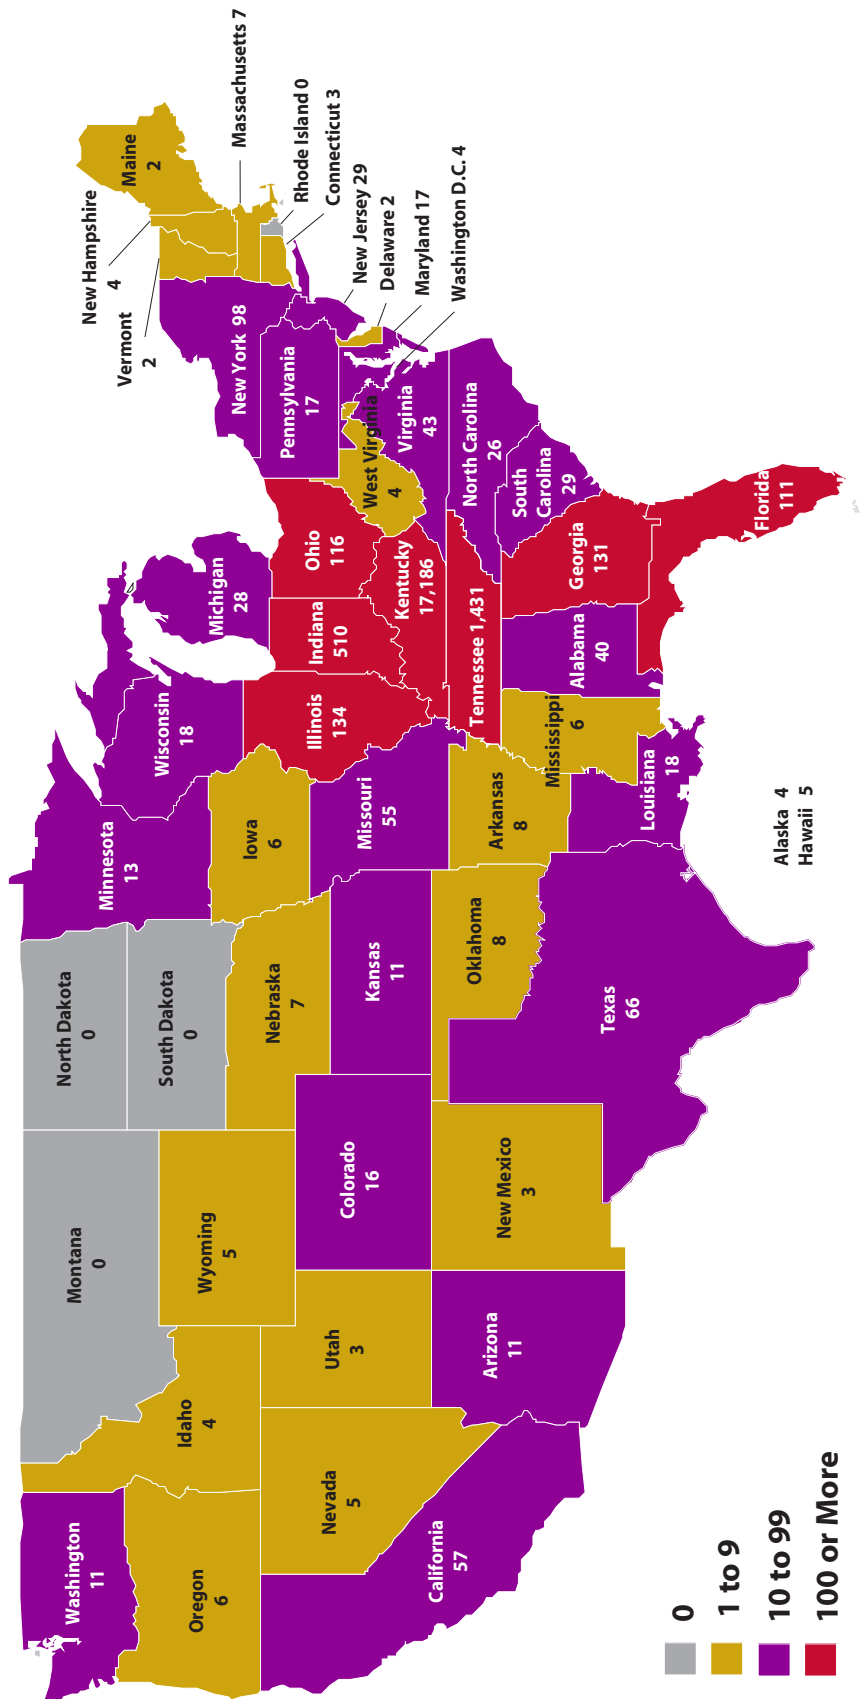 Washington
11
Oregon
6
California
57
Nevada
5
Idaho
4
Montana
0
Wyoming
5
Utah
3
Arizona
11
Colorado
16
New Mexico
3
North Dakota
0
South Dakota
0
Nebraska
7
Kansas
11
Oklahoma
8
Texas
66
Minnesota
13
Iowa
6
Missouri
55
Arkansas
8
Louisiana
18
Wisconsin
18
Illinois
134
Michigan
28
Indiana
510
Ohio
116
Kentucky
17,186
Tennessee 1,431
Mississippi
6
Alabama
40
Georgia
131
Florida
111
South
Carolina
29
North Carolina
26
Virginia
43
West Virginia
4
Pennsylvania
17
New York 98
Vermont
2
New Hampshire
4
Maine
2
Massachusetts 7
Rhode Island 0
Connecticut 3
New Jersey 29
Delaware 2
Maryland 17
Washington D.C. 4
Alaska 4
Hawaii 5
0
1 to 9
10 to 99
100 or More